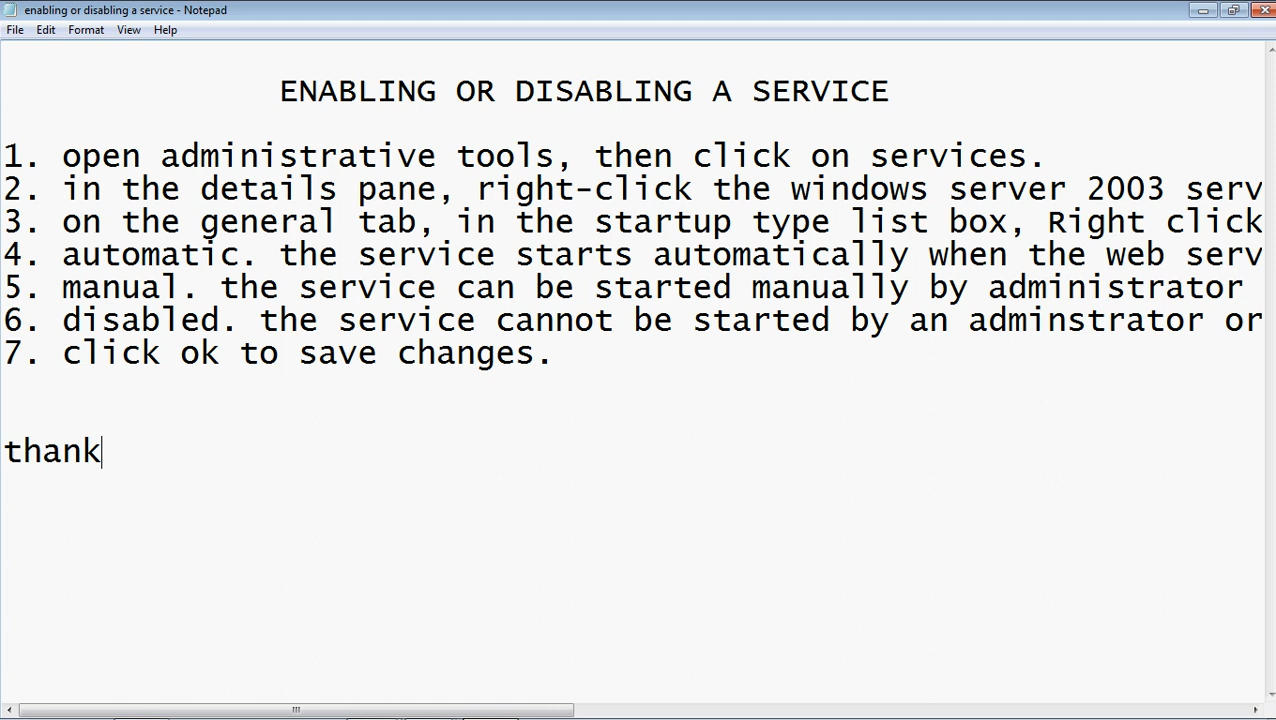 enabling or disabling a service - Notepad
File Edit Format View Help
ENABLING OR DISABLING A SERVICE
1. open administrative tools, then click on services.
2. in the details pane, right-click the windows server 2003 serv
3. on the general tab, in the startup type list box, Right click
4. automatic. the service starts automatically when the web serv
5. manual. the service can be started manually by administrator
6. disabled. the service cannot be started by an adminstrator or
7. click ok to save changes.
thank